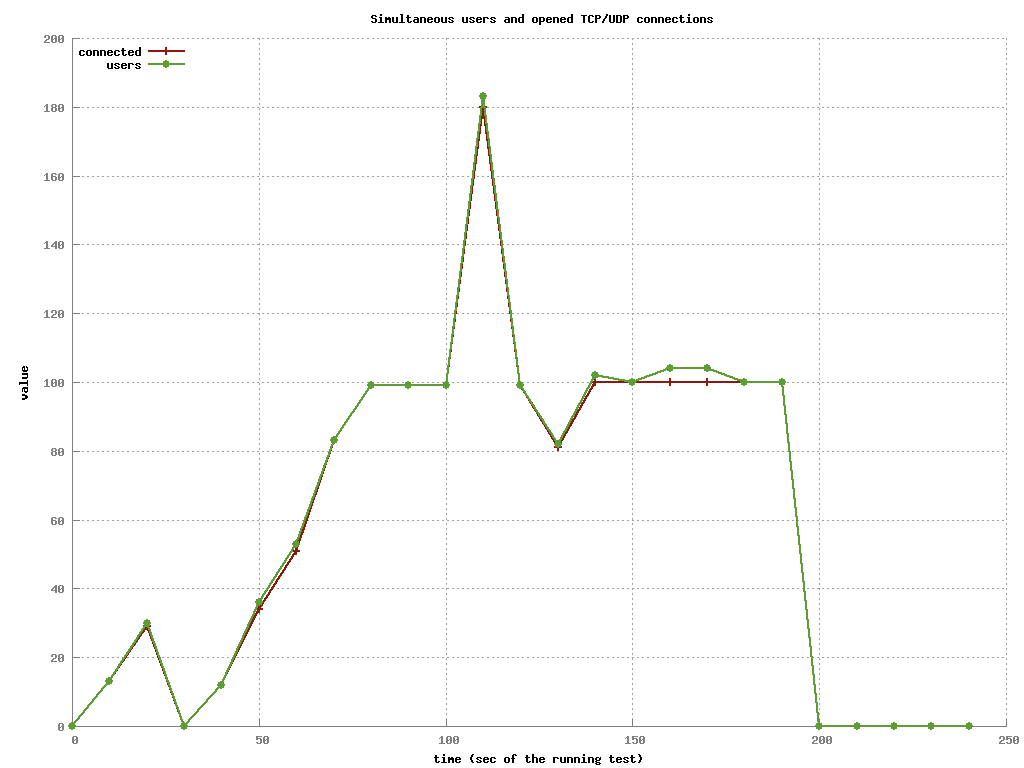 Simultaneous users and opened TCP/UDP connections
200
connected
users
180
160
140
120
value
100
80
60
40
20
0
0 50 100 150 200 250
time (sec of the running test)